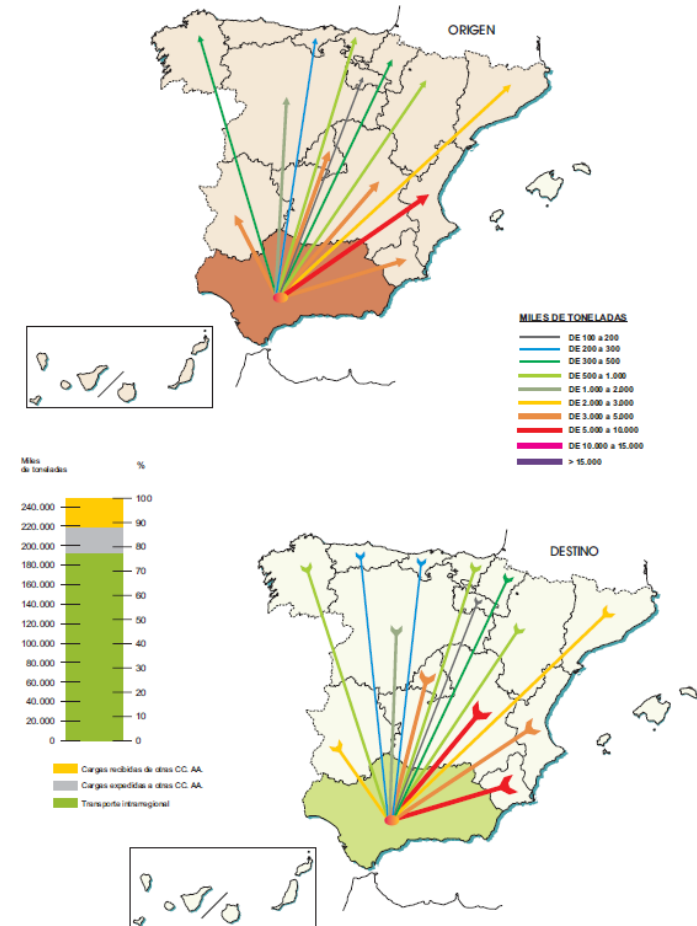 ORIGEN
MILES DE TONELADAS
DE 100 a 200
DE 200 a 300
DE 300 a 500
DE 500 a 1.000
DE 1.000 a 2.000
DE 2.000 a 3.000
DE 3.000 a 5.000
DE 5.000 a 10.000
DE 10.000 a 15.000
> 15.000
Miles
de toneladas
%
240.000
220.000
200.000
180.000
160.000
140.000
120.000
100.000
80.000
60.000
40.000
20.000
0
100
90
80
70
60
50
40
30
20
10
0
Cargas recibidas de otras CC. AA.
Cargas expedidas a otras CC. AA.
Transporte intrarregional
DESTINO